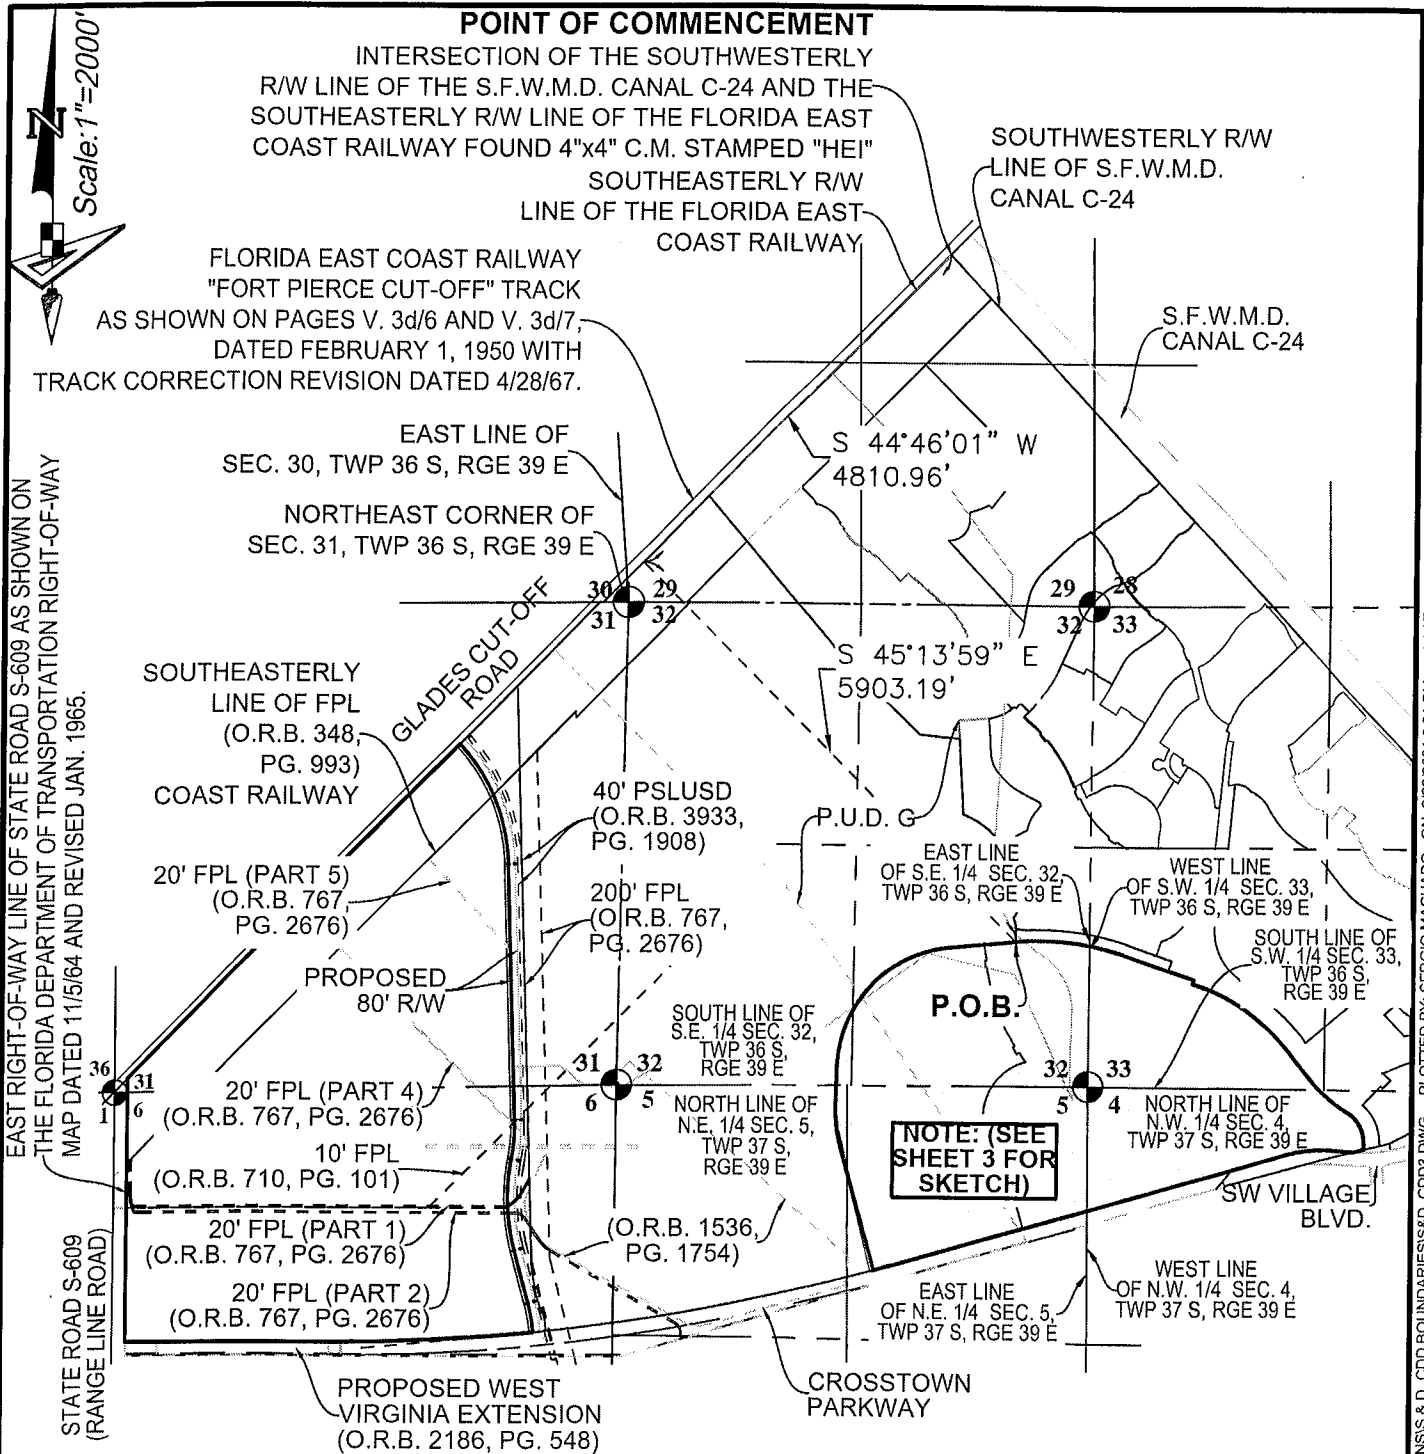 POINT OF COMMENCEMENT
INTERSECTION OF THE SOUTHWESTERLY
R/W LINE OF THE S.F.W.M.D. CANAL C-24 AND THE
SOUTHEASTERLY R/W LINE OF THE FLORIDA EAST
COAST RAILWAY FOUND 4"x4" C.M. STAMPED "HEI"
N
Scale: 1"=2000'
SOUTHWESTERLY R/W
LINE OF S.F.W.M.D.
CANAL C-24
SOUTHEASTERLY R/W
LINE OF THE FLORIDA EAST
COAST RAILWAY
FLORIDA EAST COAST RAILWAY
"FORT PIERCE CUT-OFF" TRACK
AS SHOWN ON PAGES V. 3d/6 AND V. 3d/7,
DATED FEBRUARY 1, 1950 WITH
TRACK CORRECTION REVISION DATED 4/28/67.
S.F.W.M.D.
CANAL C-24
EAST LINE OF
SEC. 30, TWP 36 S, RGE 39 E
S 44°46'01" W
4810.96'
NORTHEAST CORNER OF
SEC. 31, TWP 36 S, RGE 39 E
30 29
31 32
29 28
32 33
GLADES CUT-OFF
ROAD
S 45°13'59" E
5903.19'
SOUTHEASTERLY
LINE OF FPL
(O.R.B. 348,
PG. 993)
COAST RAILWAY
EAST RIGHT-OF-WAY LINE OF STATE ROAD S-609 AS SHOWN ON
THE FLORIDA DEPARTMENT OF TRANSPORTATION RIGHT-OF-WAY
MAP DATED 11/5/64 AND REVISED JAN. 1965.
40' PSLUSD
(O.R.B. 3933,
PG. 1908)
P.U.D. G
20' FPL (PART 5)
(O.R.B. 767,
PG. 2676)
200' FPL
(O.R.B. 767,
PG. 2676)
EAST LINE
OF S.E. 1/4 SEC. 32,
TWP 36 S, RGE 39 E
WEST LINE
OF S.W. 1/4 SEC. 33,
TWP 36 S, RGE 39 E
SOUTH LINE OF
S.W. 1/4 SEC. 33,
TWP 36 S,
RGE 39 E
PROPOSED
80' R/W
P.O.B.
SOUTH LINE OF
S.E. 1/4 SEC. 32,
TWP 36 S,
RGE 39 E
36 31
1 6
31 32
6 5
32 33
5 4
20' FPL (PART 4)
(O.R.B. 767, PG. 2676)
NORTH LINE OF
N.E. 1/4 SEC. 5,
TWP 37 S,
RGE 39 E
NORTH LINE OF
N.W. 1/4 SEC. 4,
TWP 37 S, RGE 39 E
NOTE: (SEE
SHEET 3 FOR
SKETCH)
10' FPL
(O.R.B. 710, PG. 101)
SW VILLAGE
BLVD.
20' FPL (PART 1)
(O.R.B. 767, PG. 2676)
(O.R.B. 1536,
PG. 1754)
20' FPL (PART 2)
(O.R.B. 767, PG. 2676)
EAST LINE
OF N.E. 1/4 SEC. 5,
TWP 37 S, RGE 39 E
WEST LINE
OF N.W. 1/4 SEC. 4,
TWP 37 S, RGE 39 E
STATE ROAD S-609
(RANGE LINE ROAD)
PROPOSED WEST
VIRGINIA EXTENSION
(O.R.B. 2186, PG. 548)
CROSSTOWN
PARKWAY